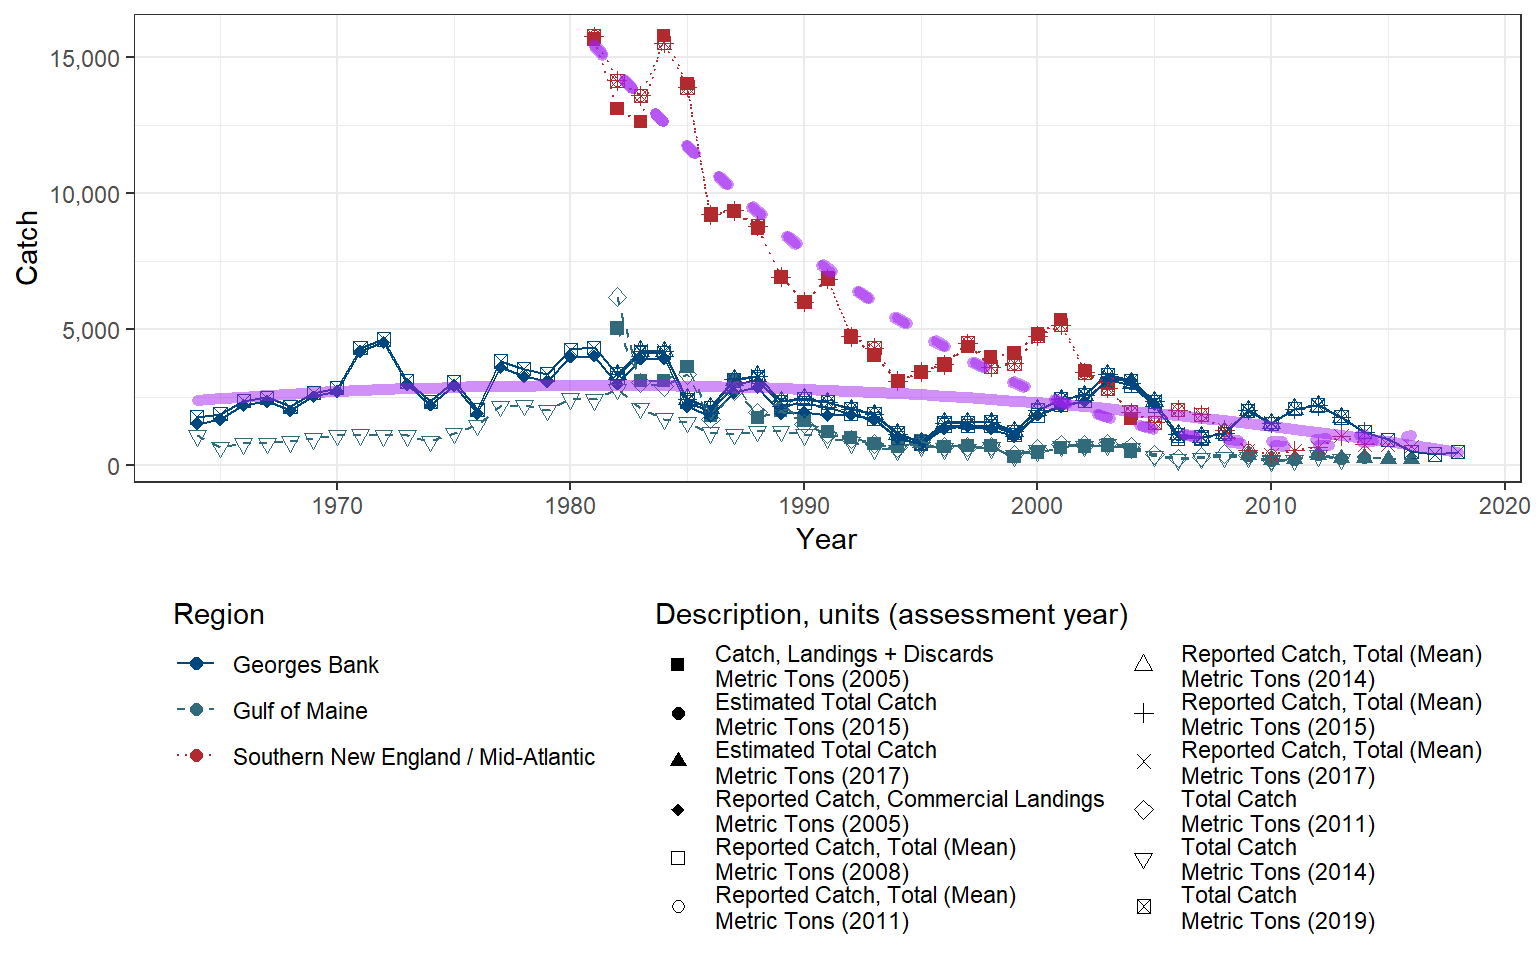 15,000
10,000
5,000
0
Catch
1970
1980
1990
2000
2010
2020
Year
Region
Georges Bank
Gulf of Maine
Southern New England / Mid-Atlantic
Description, units (assessment year)
Catch, Landings + Discards
Metric Tons (2005)
Estimated Total Catch
Metric Tons (2015)
Estimated Total Catch
Metric Tons (2017)
Reported Catch, Commercial Landings
Metric Tons (2005)
Reported Catch, Total (Mean)
Metric Tons (2008)
Reported Catch, Total (Mean)
Metric Tons (2011)
Reported Catch, Total (Mean)
Metric Tons (2014)
Reported Catch, Total (Mean)
Metric Tons (2015)
Reported Catch, Total (Mean)
Metric Tons (2017)
Total Catch
Metric Tons (2011)
Total Catch
Metric Tons (2014)
Total Catch
Metric Tons (2019)